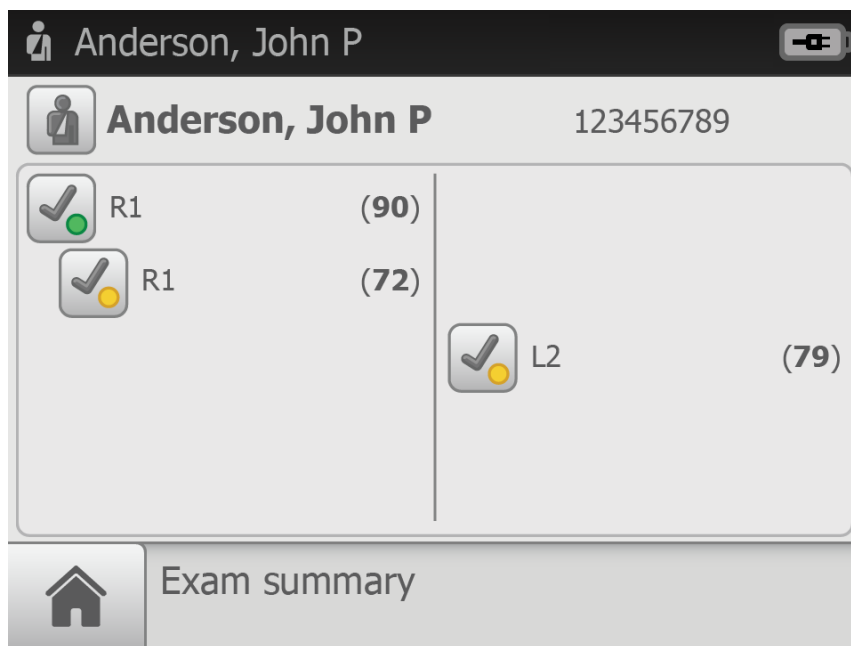 Anderson, John P
Anderson, John P 123456789
R1 (90)
R1 (72)
L2 (79)
Exam summary